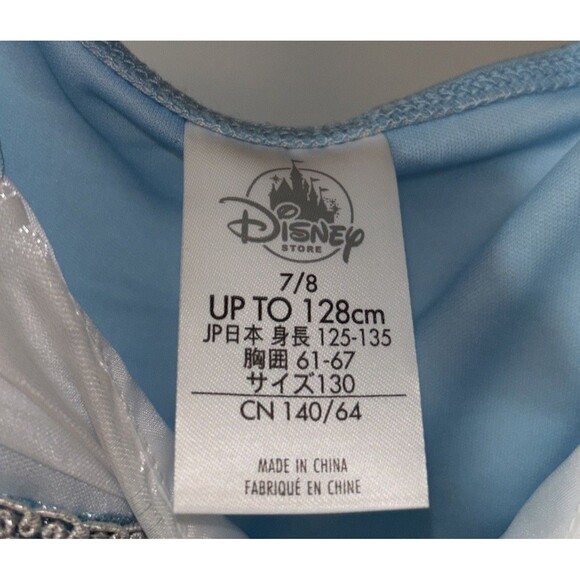 Disney
STORE
7/8
UP TO 128cm
JP日本 身長 125-135
胸囲 61-67
サイズ130
CN 140/64
MADE IN CHINA
FABRIQUÉ EN CHINE